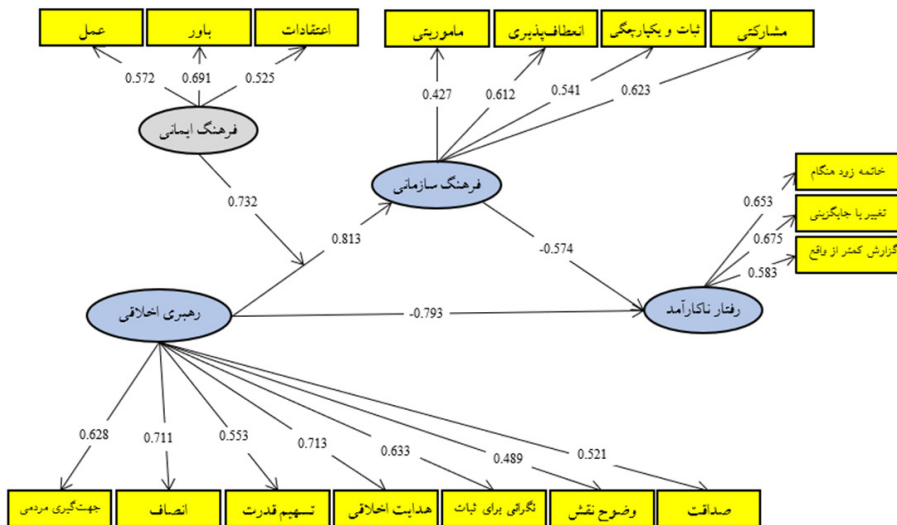 عمل
باور
اعتقادات
ماموریتی
انعطاف‌پذیری
ثبات و یکپارچگی
مشارکتی
0.572
0.691
0.525
0.427
0.612
0.541
0.623
فرهنگ ایمانی
فرهنگ سازمانی
خاتمه زود هنگام
تغییر یا جایگزینی
گزارش کمتر از واقع
0.653
0.675
0.583
0.732
0.813
-0.574
رهبری اخلاقی
-0.793
رفتار ناکارآمد
0.628
0.711
0.553
0.713
0.633
0.489
0.521
جهت‌گیری مردمی
انصاف
تسهیم قدرت
هدایت اخلاقی
نگرانی برای ثبات
وضوح نقش
صداقت